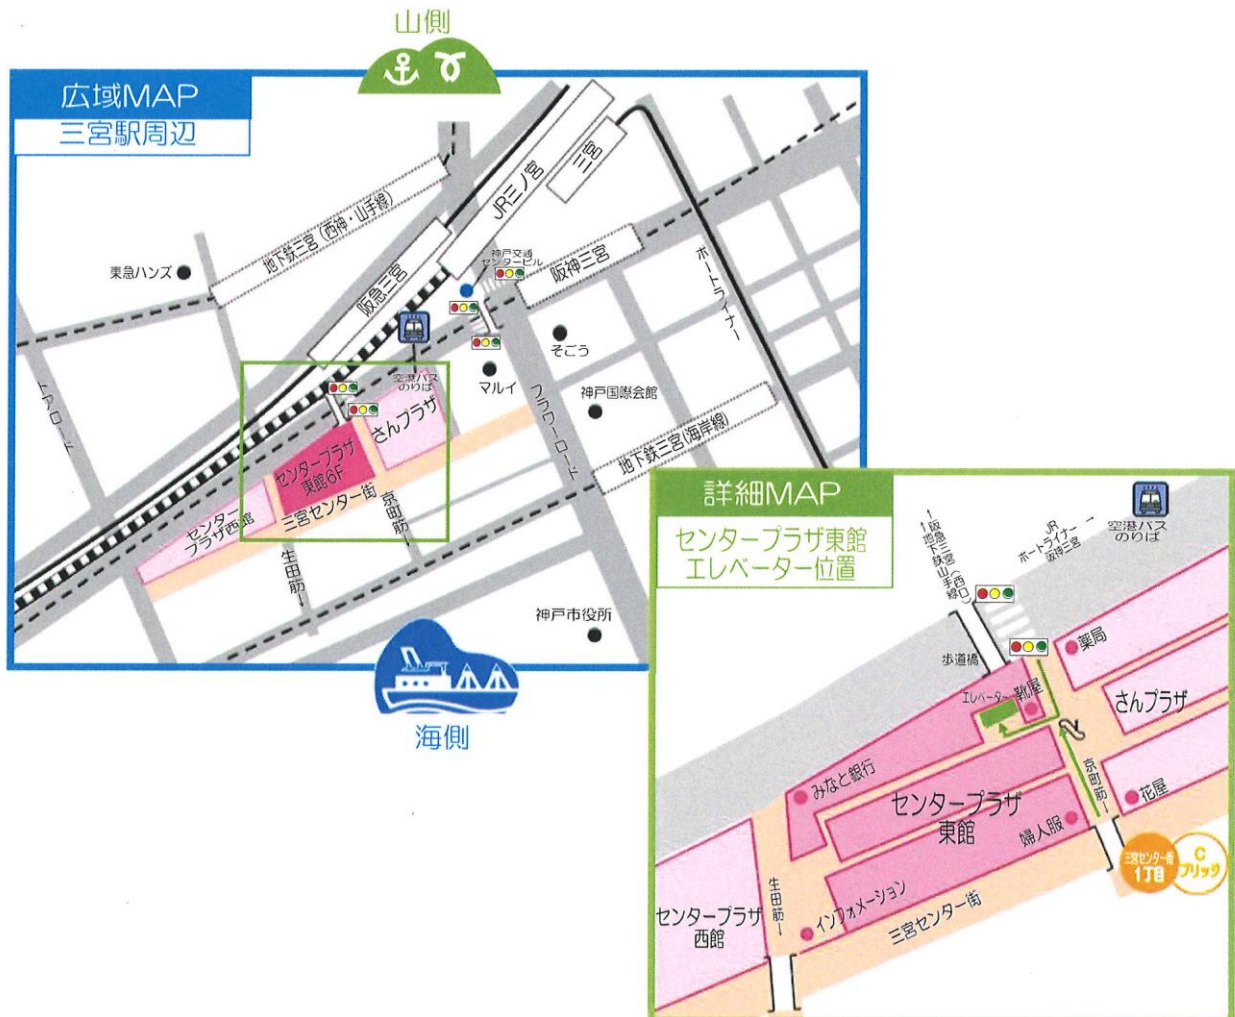 山側
広域MAP
三宮駅周辺
JR三ノ宮
三宮
地下鉄三宮(西神・山手線)
東急ハンズ
阪急三宮
神戸交通
センタービル
阪神三宮
ポートライナー
空港バス
のりば
そごう
マルイ
神戸国際会館
フラワーロード
地下鉄三宮(海岸線)
トアロード
さんプラザ
センタープラザ
東館6F
三宮センター街
京町筋→
センター
プラザ西館
生田筋→
神戸市役所
海側
詳細MAP
センタープラザ東館
エレベーター位置
←阪急三宮(西口)
←地下鉄山手線
JR →
ポートライナー
阪神三宮
空港バス
のりば
歩道橋
薬局
エレベーター
靴屋
さんプラザ
みなと銀行
京町筋→
花屋
センタープラザ
東館
婦人服
三宮センター街
1丁目
C
ブリッジ
生田筋→
インフォメーション
センタープラザ
西館
三宮センター街